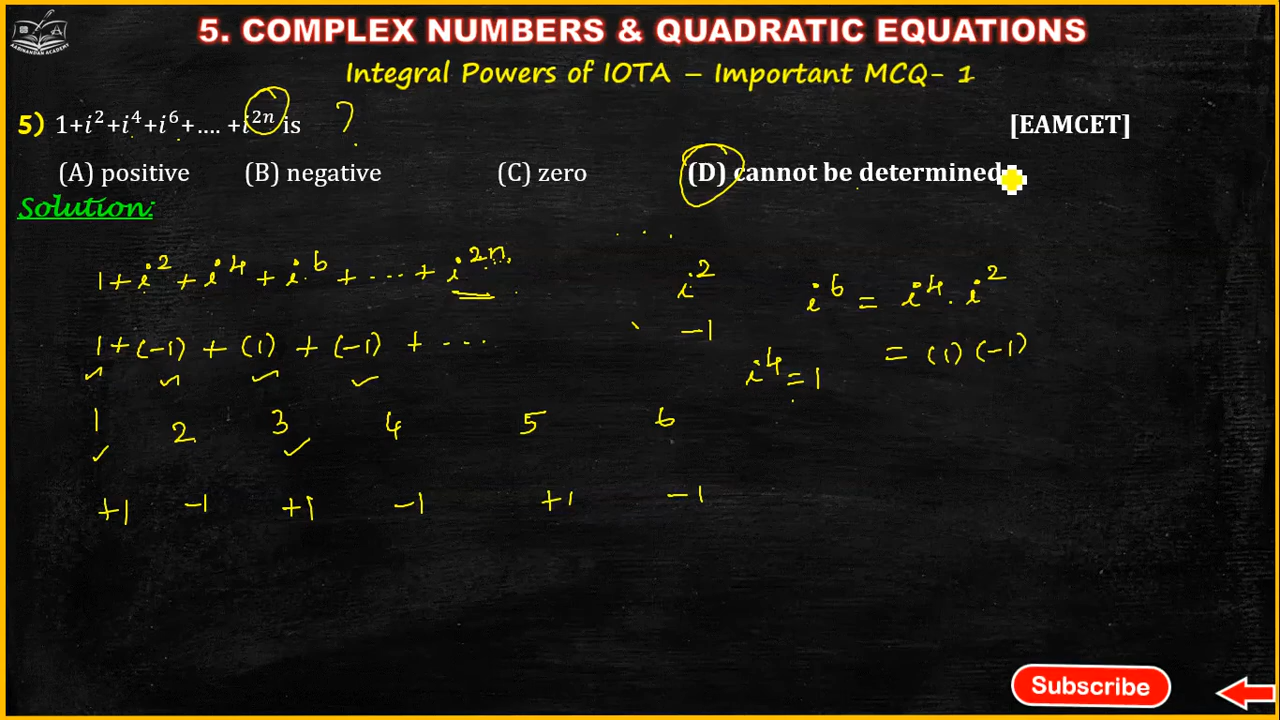 5. COMPLEX NUMBERS & QUADRATIC EQUATIONS
AABINANDAN ACADEMY
Integral Powers of IOTA – Important MCQ- 1
5) 1+i²+i⁴+i⁶+.... +i²ⁿ is ? [EAMCET]
(A) positive (B) negative (C) zero (D) cannot be determined
Solution:
1 + i² + i⁴ + i⁶ + ... + i²ⁿ
i²
i⁶ = i⁴ . i²
1 + (-1) + (1) + (-1) + ...
-1
= (1) (-1)
i⁴ = 1
1 2 3 4 5 6
+1 -1 +1 -1 +1 -1
Subscribe